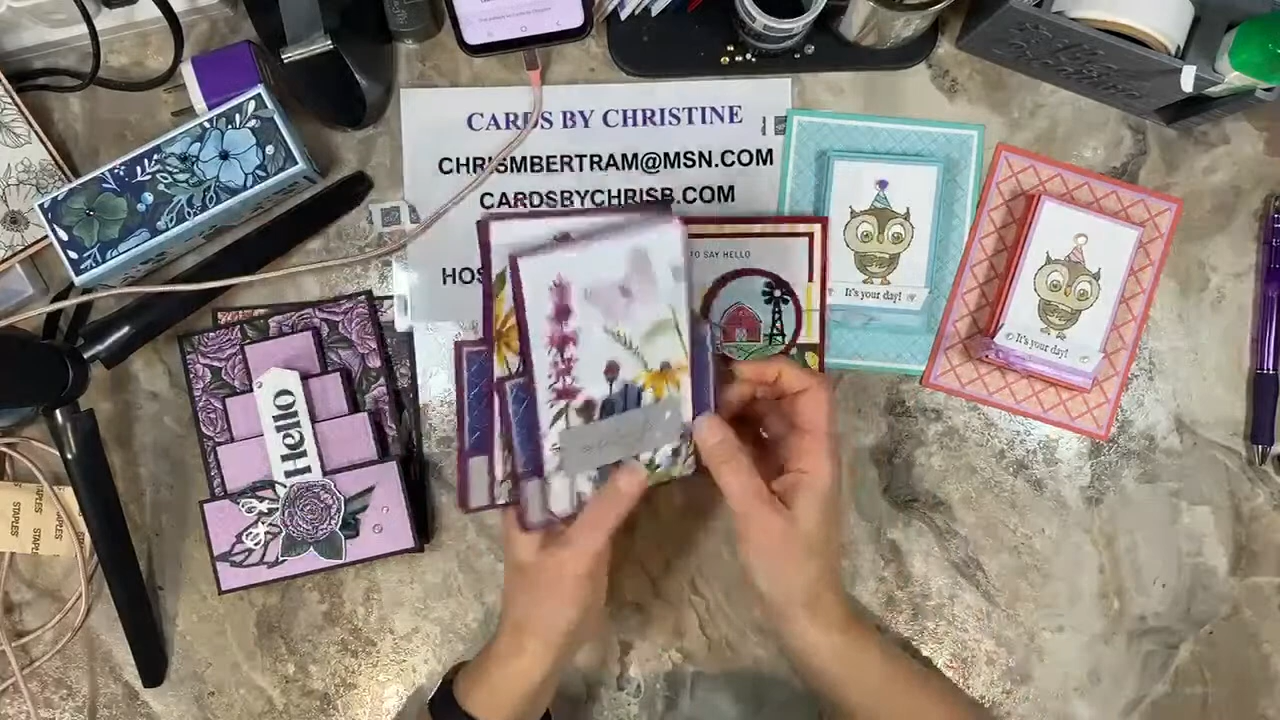 CARDS BY CHRISTINE
CHRISMBERTRAM@MSN.COM
CARDSBYCHRISB.COM
HOS
TO SAY HELLO
It's your day!
It's your day!
Hello
STAPLES
STAPLES